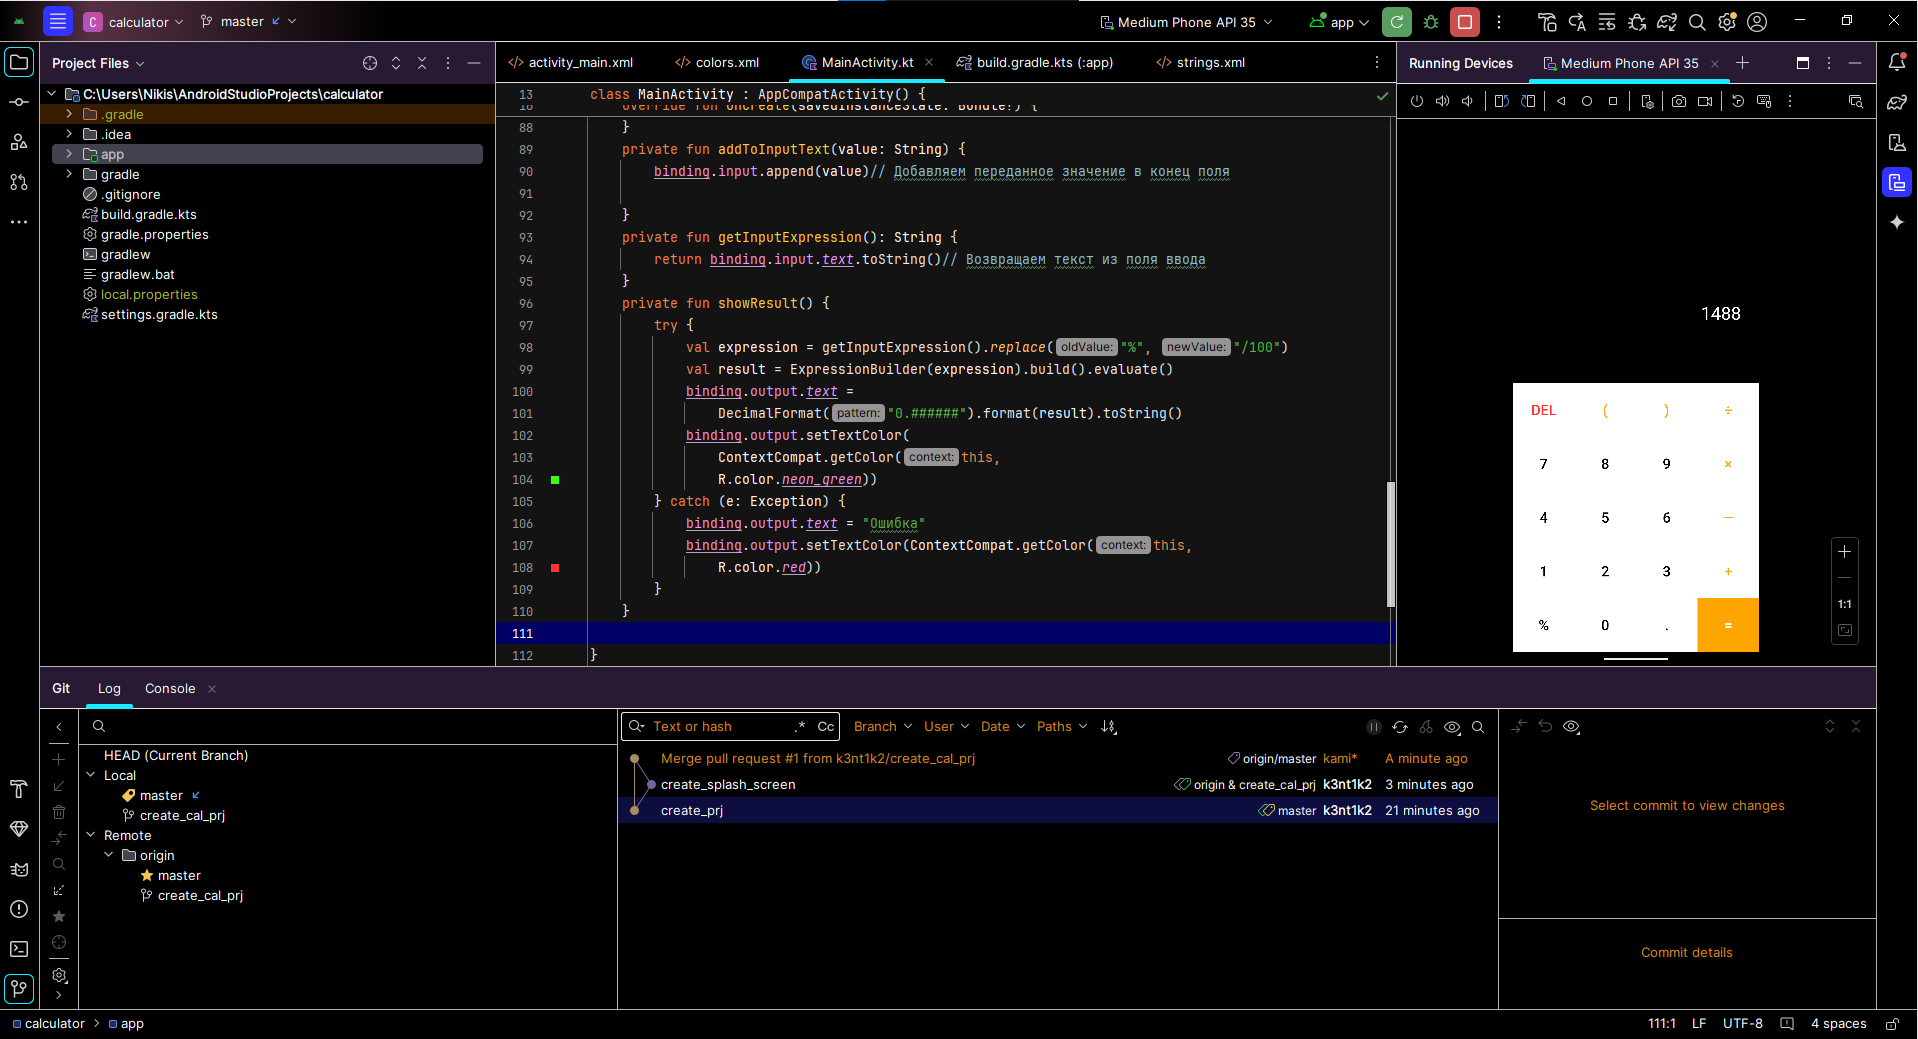 C calculator master
Medium Phone API 35 app
Project Files
C:\Users\Nikis\AndroidStudioProjects\calculator
.gradle
.idea
app
gradle
.gitignore
build.gradle.kts
gradle.properties
gradlew
gradlew.bat
local.properties
settings.gradle.kts
activity_main.xml colors.xml MainActivity.kt build.gradle.kts (:app) strings.xml
13 class MainActivity : AppCompatActivity() {
16 override fun onCreate(savedInstanceState: Bundle?) {
88 }
89 private fun addToInputText(value: String) {
90 binding.input.append(value)// Добавляем переданное значение в конец поля
91
92 }
93 private fun getInputExpression(): String {
94 return binding.input.text.toString()// Возвращаем текст из поля ввода
95 }
96 private fun showResult() {
97 try {
98 val expression = getInputExpression().replace( oldValue: "%", newValue: "/100")
99 val result = ExpressionBuilder(expression).build().evaluate()
100 binding.output.text =
101 DecimalFormat( pattern: "0.######").format(result).toString()
102 binding.output.setTextColor(
103 ContextCompat.getColor( context: this,
104 R.color.neon_green))
105 } catch (e: Exception) {
106 binding.output.text = "Ошибка"
107 binding.output.setTextColor(ContextCompat.getColor( context: this,
108 R.color.red))
109 }
110 }
111
112 }
Running Devices Medium Phone API 35
1488
DEL ( ) ÷
7 8 9 ×
4 5 6 −
1 2 3 +
% 0 . =
1:1
Git Log Console
HEAD (Current Branch)
Local
master
create_cal_prj
Remote
origin
master
create_cal_prj
Text or hash .* Cc Branch User Date Paths
Merge pull request #1 from k3nt1k2/create_cal_prj origin/master kami* A minute ago
create_splash_screen origin & create_cal_prj k3nt1k2 3 minutes ago
create_prj master k3nt1k2 21 minutes ago
Select commit to view changes
Commit details
calculator > app
111:1 LF UTF-8 4 spaces